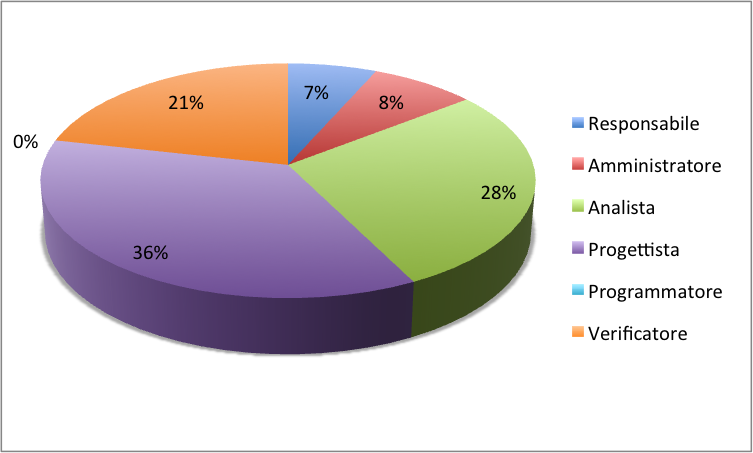 7%
8%
28%
36%
0%
21%
Responsabile
Amministratore
Analista
Progettista
Programmatore
Verificatore